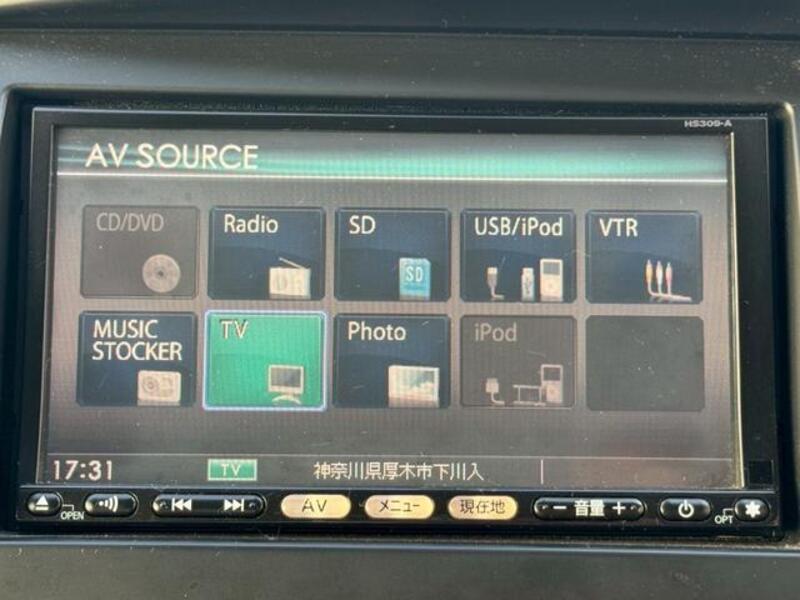 HS309-A
AV SOURCE
CD/DVD
Radio
SD
SD
USB/iPod
VTR
MUSIC
STOCKER
TV
Photo
iPod
17:31
TV
神奈川県厚木市下川入
OPEN
AV
メニュー
現在地
− 音量 +
OPT